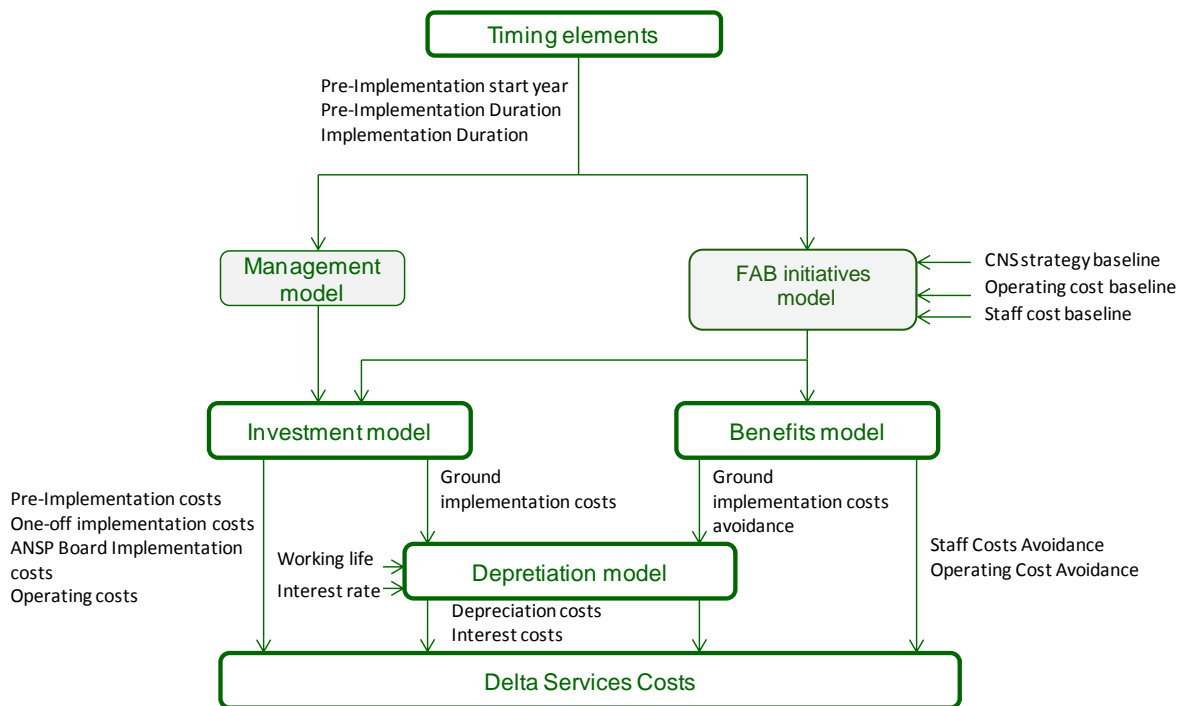 Timing elements
Pre-Implementation start year
Pre-Implementation Duration
Implementation Duration
Management
model
FAB initiatives
model
CNS strategy baseline
Operating cost baseline
Staff cost baseline
Investment model
Benefits model
Pre-Implementation costs
One-off implementation costs
ANSP Board Implementation
costs
Operating costs
Ground
implementation costs
Ground
implementation costs
avoidance
Staff Costs Avoidance
Operating Cost Avoidance
Working life
Interest rate
Depretiation model
Depreciation costs
Interest costs
Delta Services Costs